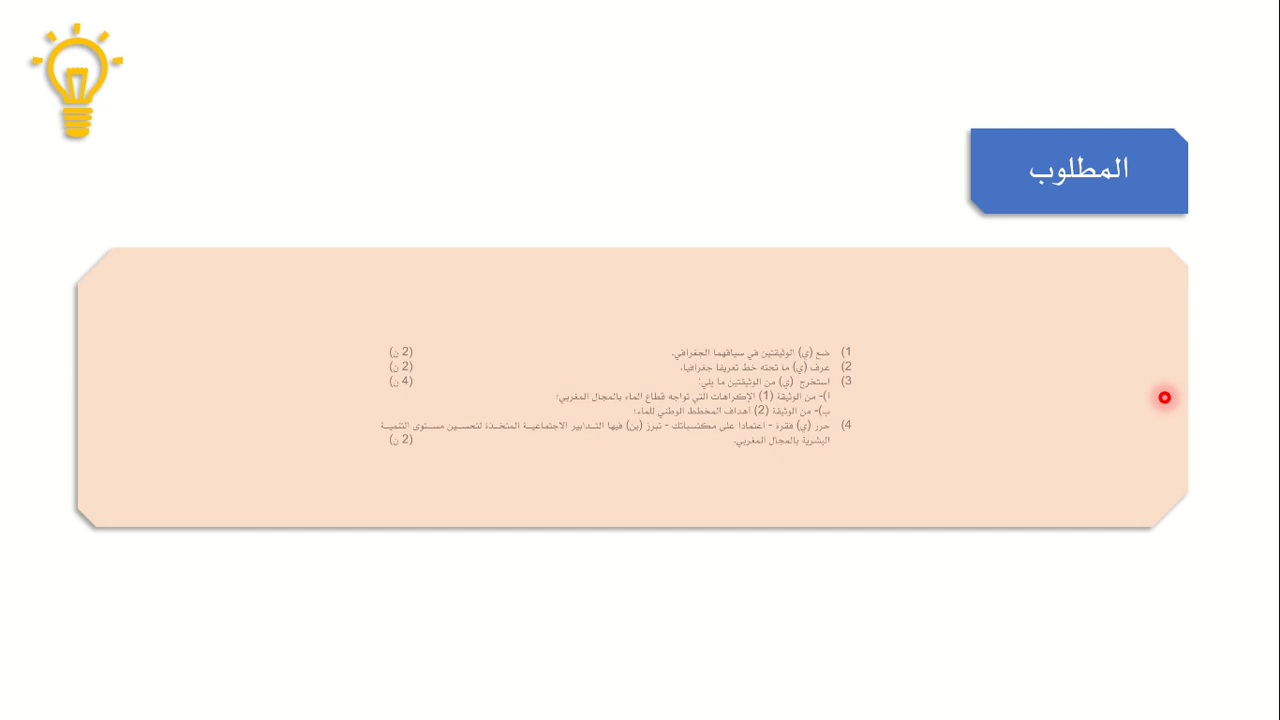 المطلوب
1) ضع (ي) الوثيقتين في سياقهما الجغرافي. (2 ن)
2) عرف (ي) ما تحته خط تعريفا جغرافيا. (2 ن)
3) استخرج (ي) من الوثيقتين ما يلي: (4 ن)
أ)- من الوثيقة (1) الإكراهات التي تواجه قطاع الماء بالمجال المغربي؛
ب)- من الوثيقة (2) أهداف المخطط الوطني للماء؛
4) حرر (ي) فقرة - اعتمادا على مكتسباتك - تبرز (ين) فيها التدابير الاجتماعية المتخذة لتحسين مستوى التنمية
البشرية بالمجال المغربي. (2 ن)